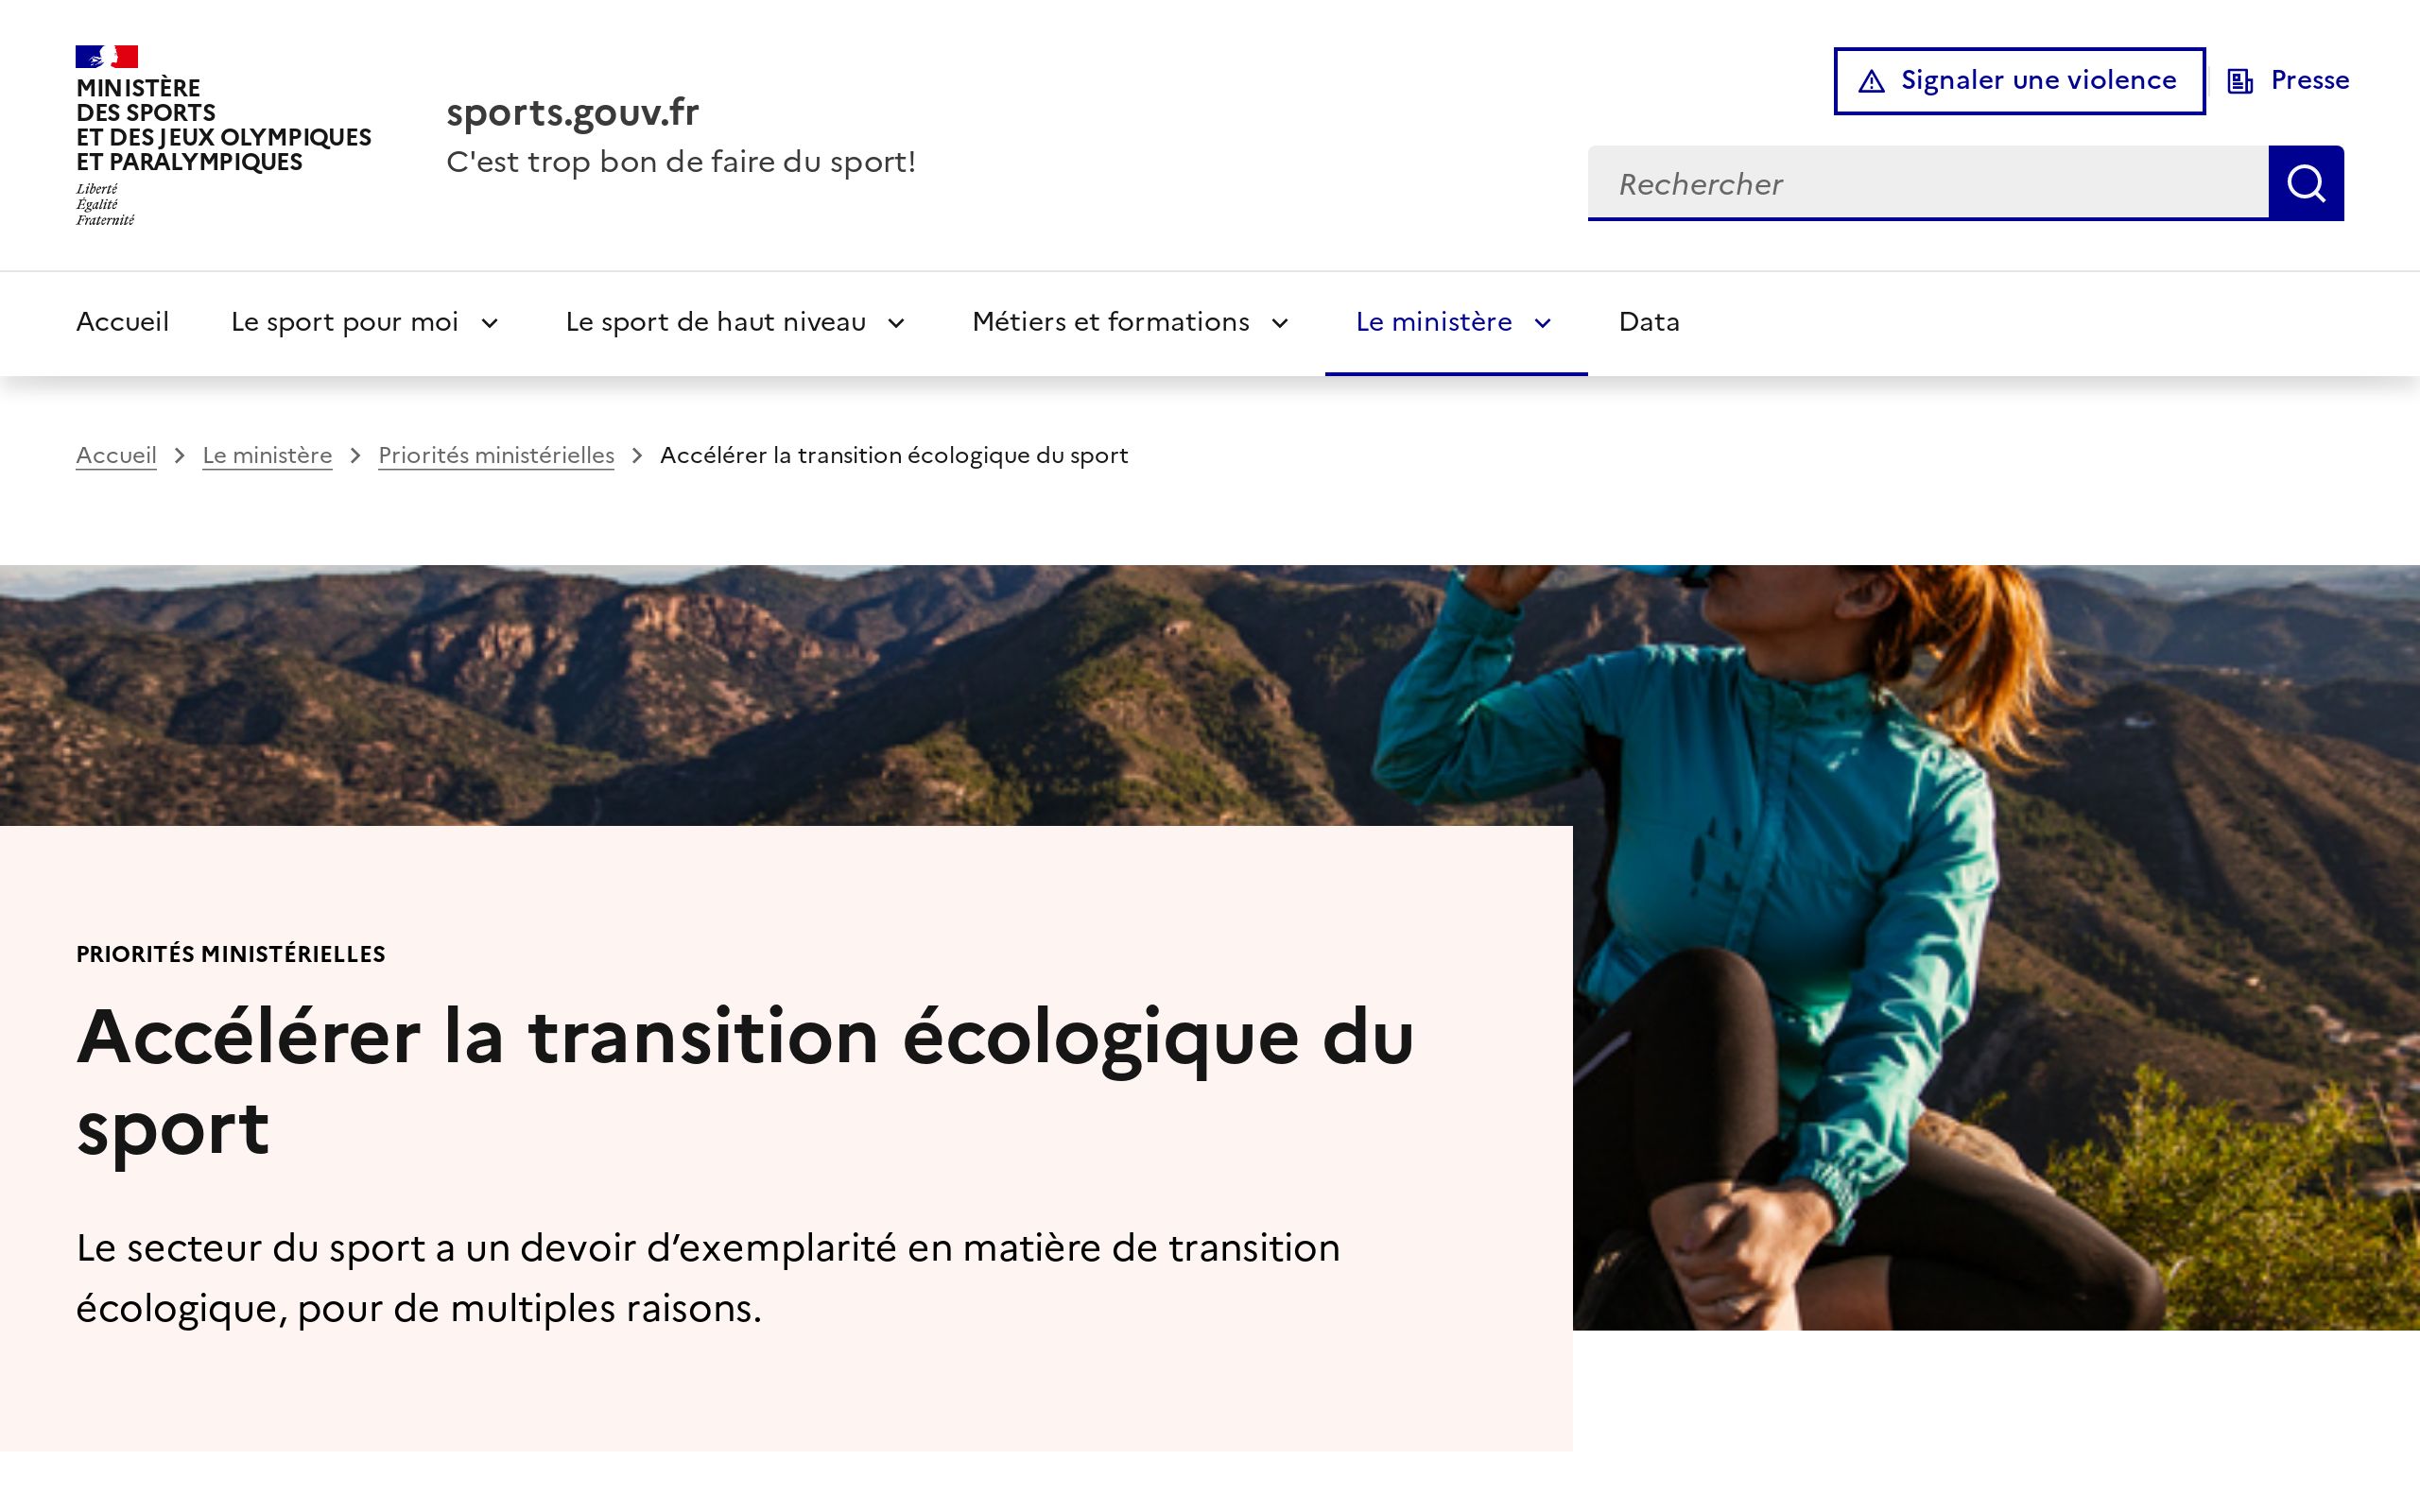 MINISTÈRE
DES SPORTS
ET DES JEUX OLYMPIQUES
ET PARALYMPIQUES
Liberté
Égalité
Fraternité
sports.gouv.fr
C'est trop bon de faire du sport!
Signaler une violence
Presse
Rechercher
Accueil Le sport pour moi Le sport de haut niveau Métiers et formations Le ministère Data
Accueil Le ministère Priorités ministérielles Accélérer la transition écologique du sport
PRIORITÉS MINISTÉRIELLES
Accélérer la transition écologique du
sport
Le secteur du sport a un devoir d’exemplarité en matière de transition
écologique, pour de multiples raisons.